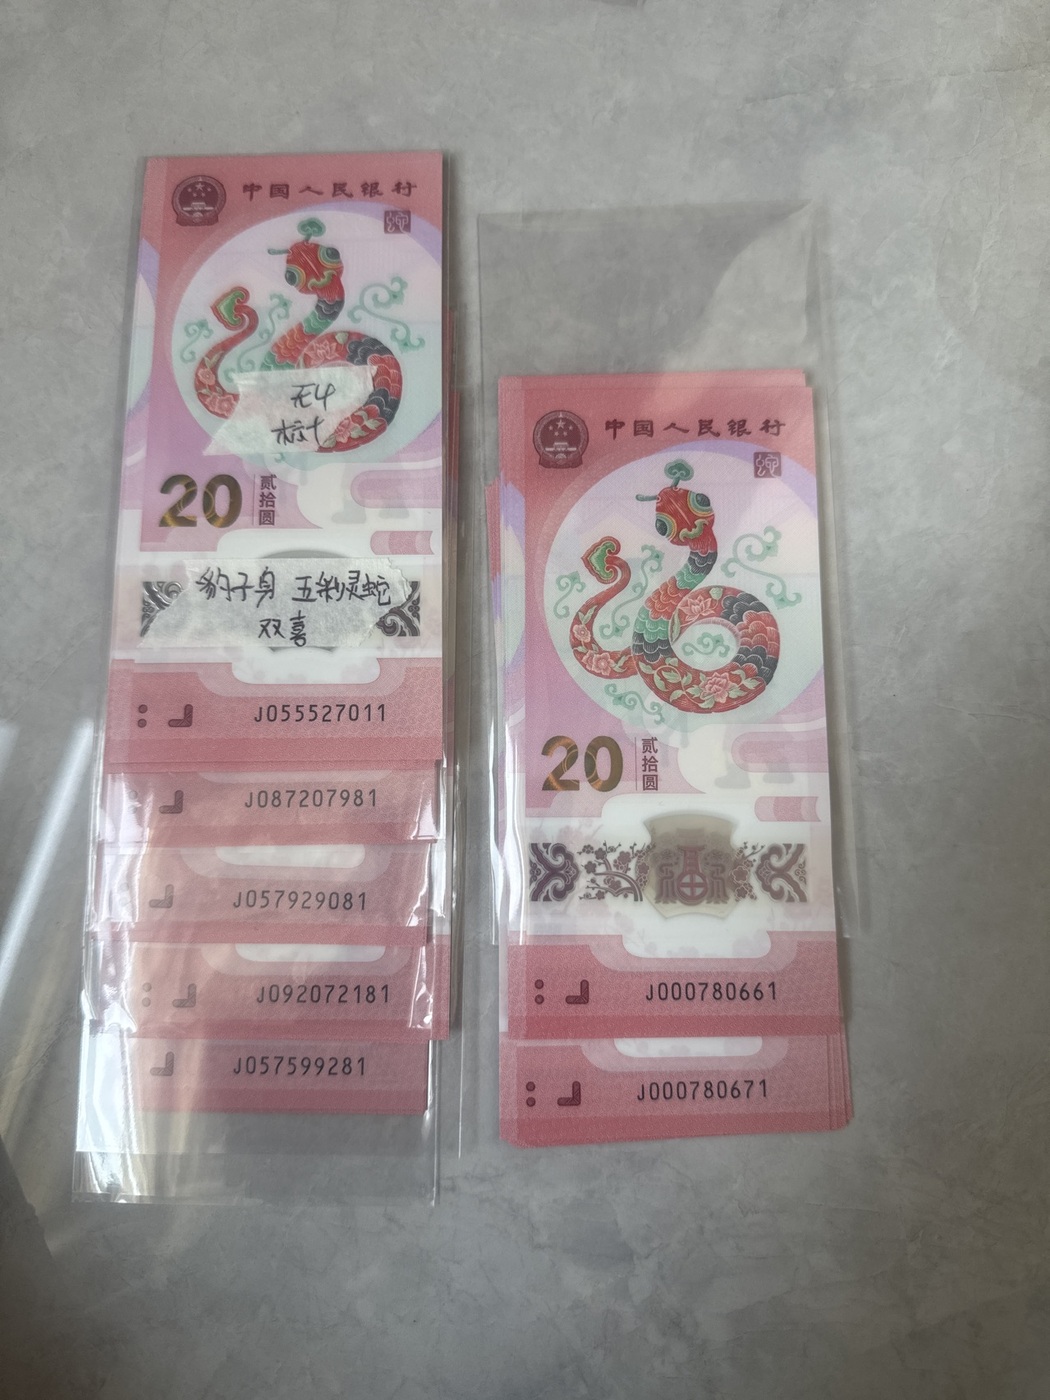 中国人民银行
无4
标十
20 贰拾圆
豹子号 五彩灵蛇
双喜
J055527011
J087207981
J057929081
J092072181
J057599281
中国人民银行
20 贰拾圆
福
J000780661
J000780671